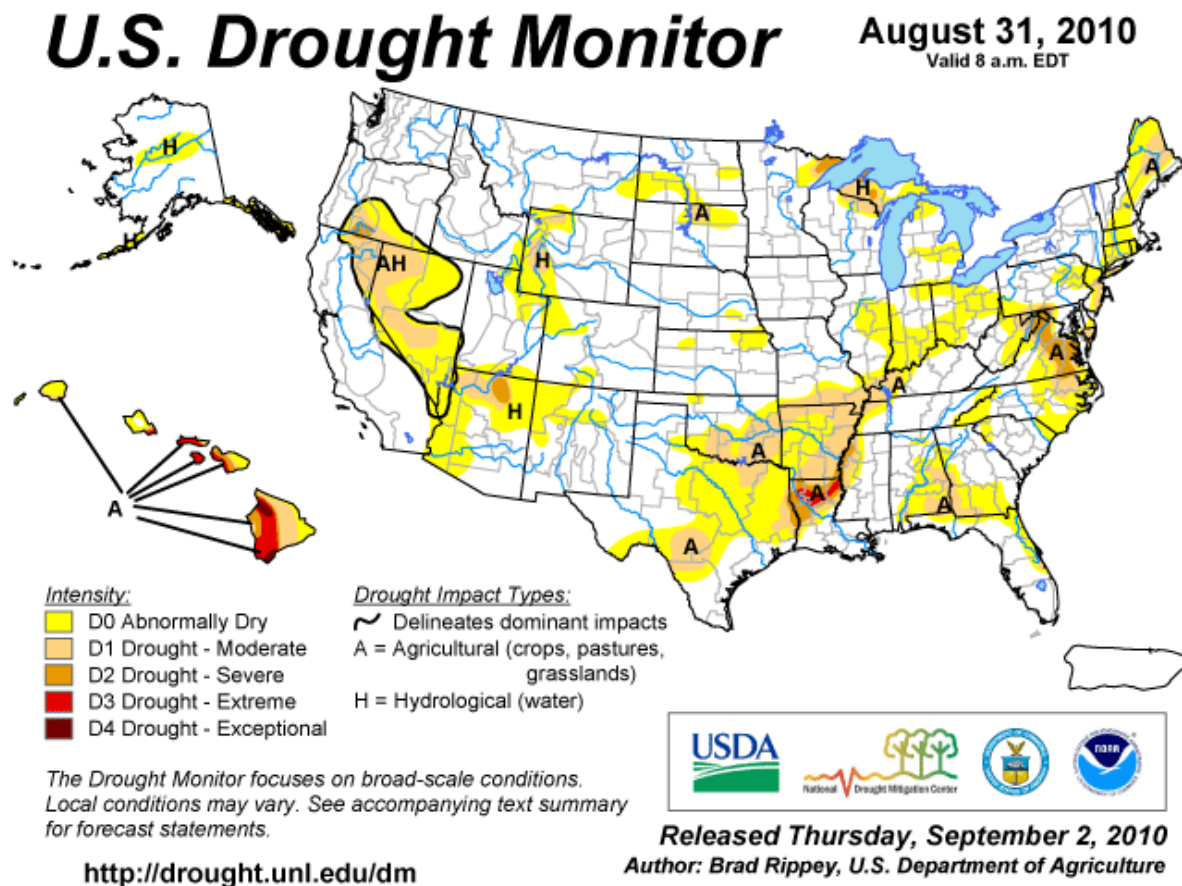 U.S. Drought Monitor
August 31, 2010
Valid 8 a.m. EDT
H
H
AH
H
H
A
H
A
A
A
A
A
A
A
A
A
A
Intensity:
D0 Abnormally Dry
D1 Drought - Moderate
D2 Drought - Severe
D3 Drought - Extreme
D4 Drought - Exceptional
Drought Impact Types:
Delineates dominant impacts
A = Agricultural (crops, pastures,
grasslands)
H = Hydrological (water)
The Drought Monitor focuses on broad-scale conditions.
Local conditions may vary. See accompanying text summary
for forecast statements.
http://drought.unl.edu/dm
USDA
National Drought Mitigation Center
NOAA
Released Thursday, September 2, 2010
Author: Brad Rippey, U.S. Department of Agriculture